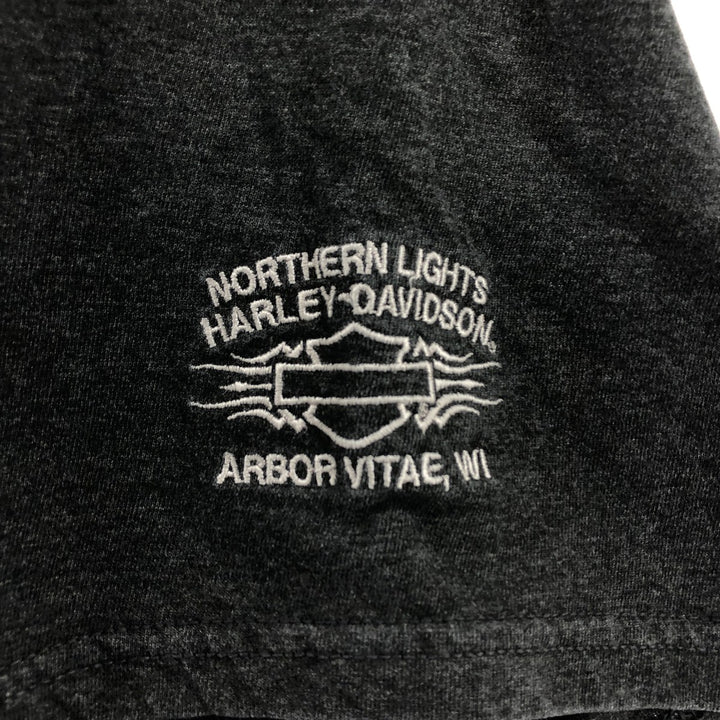 NORTHERN LIGHTS
HARLEY-DAVIDSON
ARBOR VITAE, WI